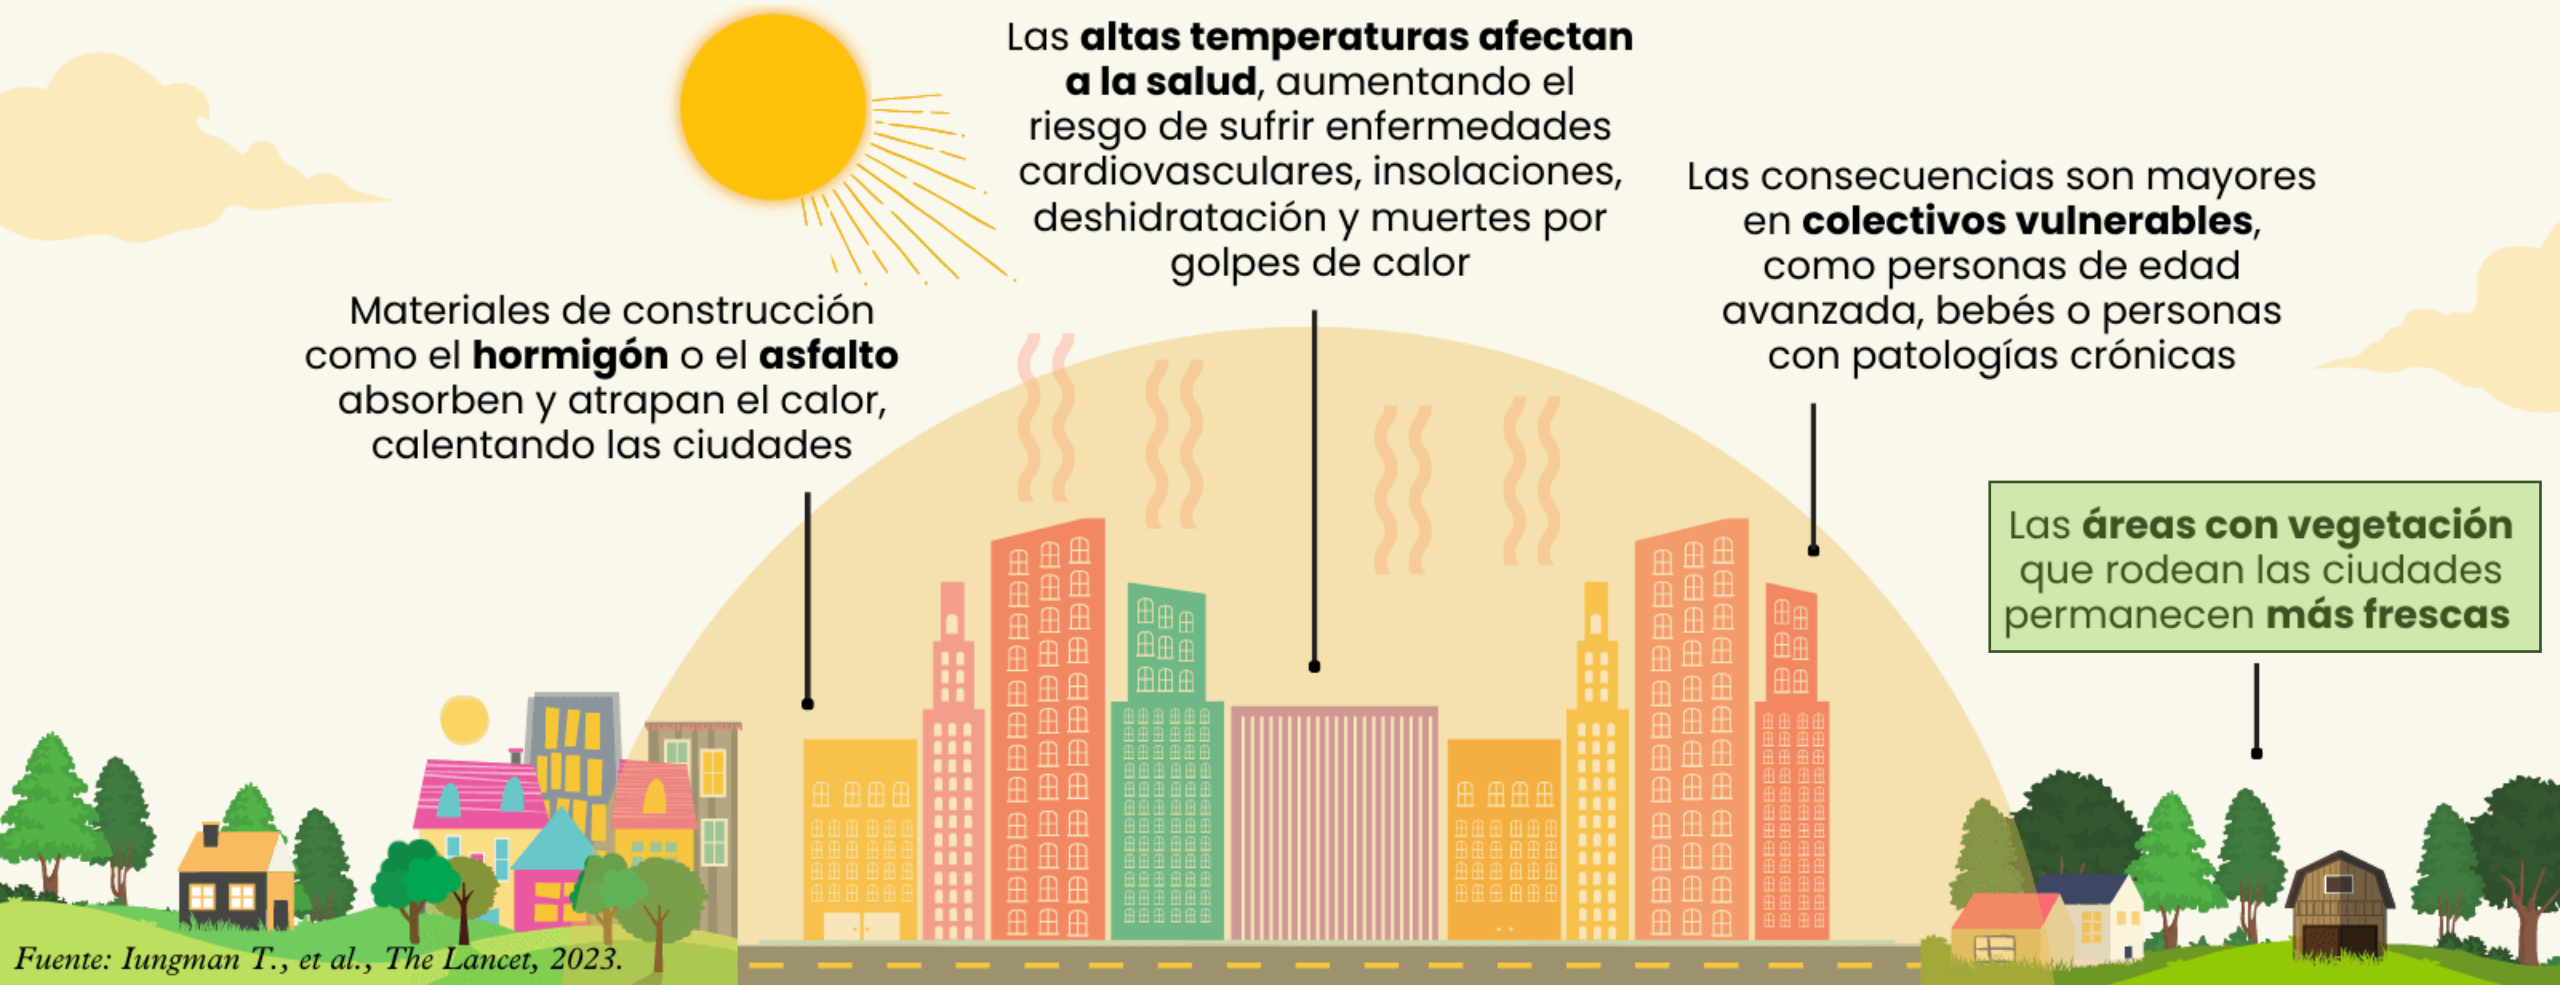 Las altas temperaturas afectan
a la salud, aumentando el
riesgo de sufrir enfermedades
cardiovasculares, insolaciones,
deshidratación y muertes por
golpes de calor
Las consecuencias son mayores
en colectivos vulnerables,
como personas de edad
avanzada, bebés o personas
con patologías crónicas
Materiales de construcción
como el hormigón o el asfalto
absorben y atrapan el calor,
calentando las ciudades
Las áreas con vegetación
que rodean las ciudades
permanecen más frescas
Fuente: Iungman T., et al., The Lancet, 2023.